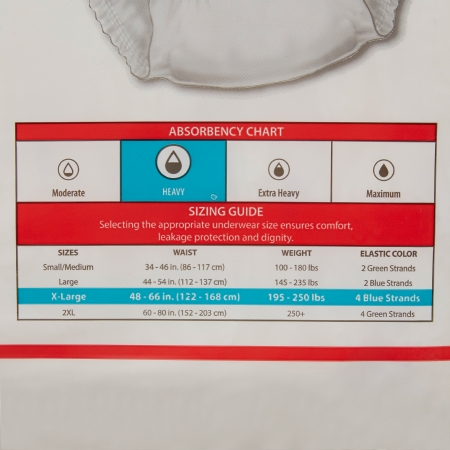 ABSORBENCY CHART
Moderate HEAVY Extra Heavy Maximum
SIZING GUIDE
Selecting the appropriate underwear size ensures comfort,
leakage protection and dignity.
SIZES WAIST WEIGHT ELASTIC COLOR
Small/Medium 34 - 46 in. (86 - 117 cm) 100 - 180 lbs 2 Green Strands
Large 44 - 54 in. (112 - 137 cm) 145 - 235 lbs 2 Blue Strands
X-Large 48 - 66 in. (122 - 168 cm) 195 - 250 lbs 4 Blue Strands
2XL 60 - 80 in. (152 - 203 cm) 250+ 4 Green Strands